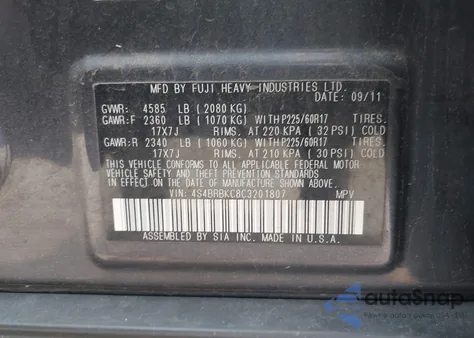 MFD BY FUJI HEAVY INDUSTRIES LTD.
DATE: 09/11
GVWR: 4585 LB (2080 KG)
GAWR:F 2360 LB (1070 KG) WITH P225/60R17 TIRES.
17X7J RIMS. AT 220 KPA (32 PSI) COLD
GAWR:R 2340 LB (1060 KG) WITH P225/60R17 TIRES.
17X7J RIMS. AT 210 KPA (30 PSI) COLD
THIS VEHICLE CONFORMS TO ALL APPLICABLE FEDERAL MOTOR
VEHICLE SAFETY AND THEFT PREVENTION STANDARDS IN EFFECT
ON THE DATE OF MANUFACTURE SHOWN ABOVE.
VIN: 4S4BRBKC8C3201807 MPV
ASSEMBLED BY SIA INC. MADE IN U.S.A.
autoSnap